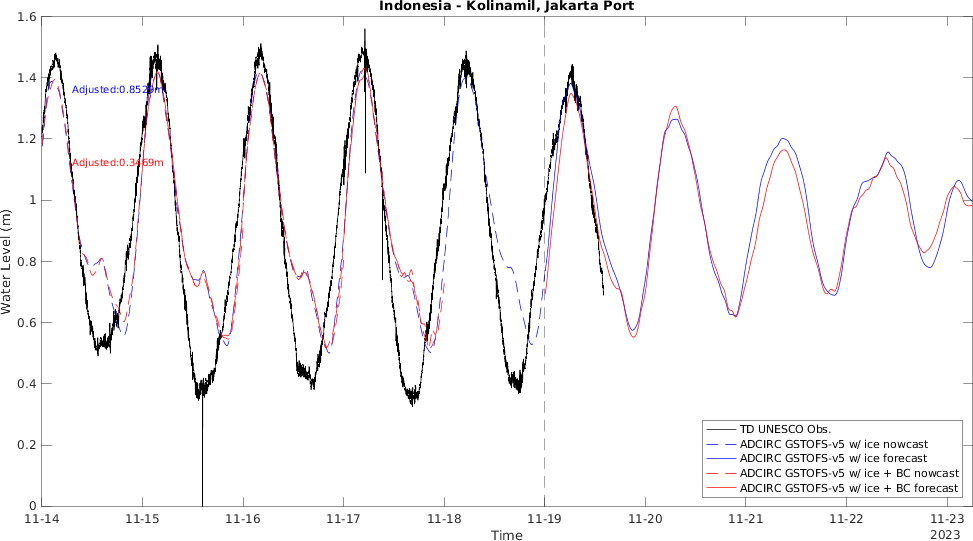 Indonesia - Kolinamil, Jakarta Port
Water Level (m)
1.6
1.4
1.2
1
0.8
0.6
0.4
0.2
0
Adjusted:0.3469m
TD UNESCO Obs.
ADCIRC GSTOFS-v5 w/ ice nowcast
ADCIRC GSTOFS-v5 w/ ice forecast
ADCIRC GSTOFS-v5 w/ ice + BC nowcast
ADCIRC GSTOFS-v5 w/ ice + BC forecast
11-14 11-15 11-16 11-17 11-18 11-19 11-20 11-21 11-22 11-23
Time
2023